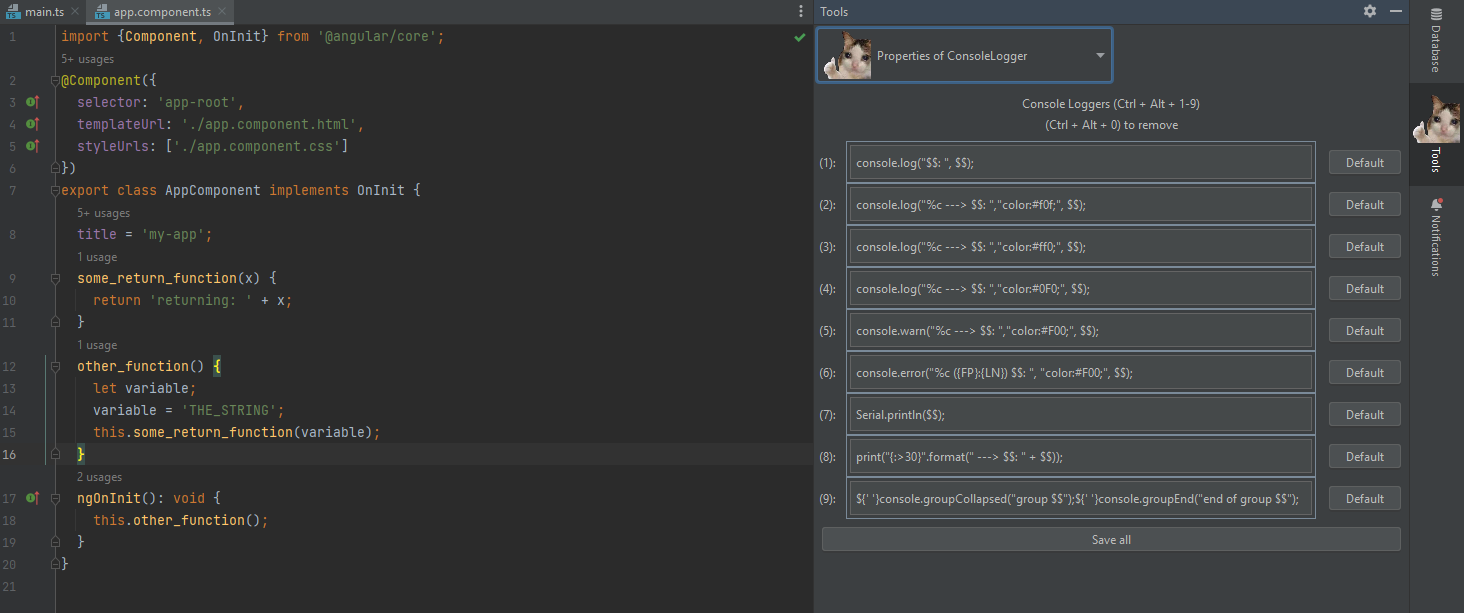 main.ts
app.component.ts
1 import {Component, OnInit} from '@angular/core';
5+ usages
2 @Component({
3 selector: 'app-root',
4 templateUrl: './app.component.html',
5 styleUrls: ['./app.component.css']
6 })
7 export class AppComponent implements OnInit {
5+ usages
8 title = 'my-app';
1 usage
9 some_return_function(x) {
10 return 'returning: ' + x;
11 }
1 usage
12 other_function() {
13 let variable;
14 variable = 'THE_STRING';
15 this.some_return_function(variable);
16 }
2 usages
17 ngOnInit(): void {
18 this.other_function();
19 }
20 }
21
Tools
Properties of ConsoleLogger
Console Loggers (Ctrl + Alt + 1-9)
(Ctrl + Alt + 0) to remove
(1): console.log("$$: ", $$); Default
(2): console.log("%c ---> $$: ","color:#f0f;", $$); Default
(3): console.log("%c ---> $$: ","color:#ff0;", $$); Default
(4): console.log("%c ---> $$: ","color:#0F0;", $$); Default
(5): console.warn("%c ---> $$: ","color:#F00;", $$); Default
(6): console.error("%c ({FP}:{LN}) $$: ", "color:#F00;", $$); Default
(7): Serial.println($$); Default
(8): print("{:>30}".format(" ---> $$: " + $$)); Default
(9): ${' '}console.groupCollapsed("group $$");${' '}console.groupEnd("end of group $$"); Default
Save all
Database
Tools
Notifications